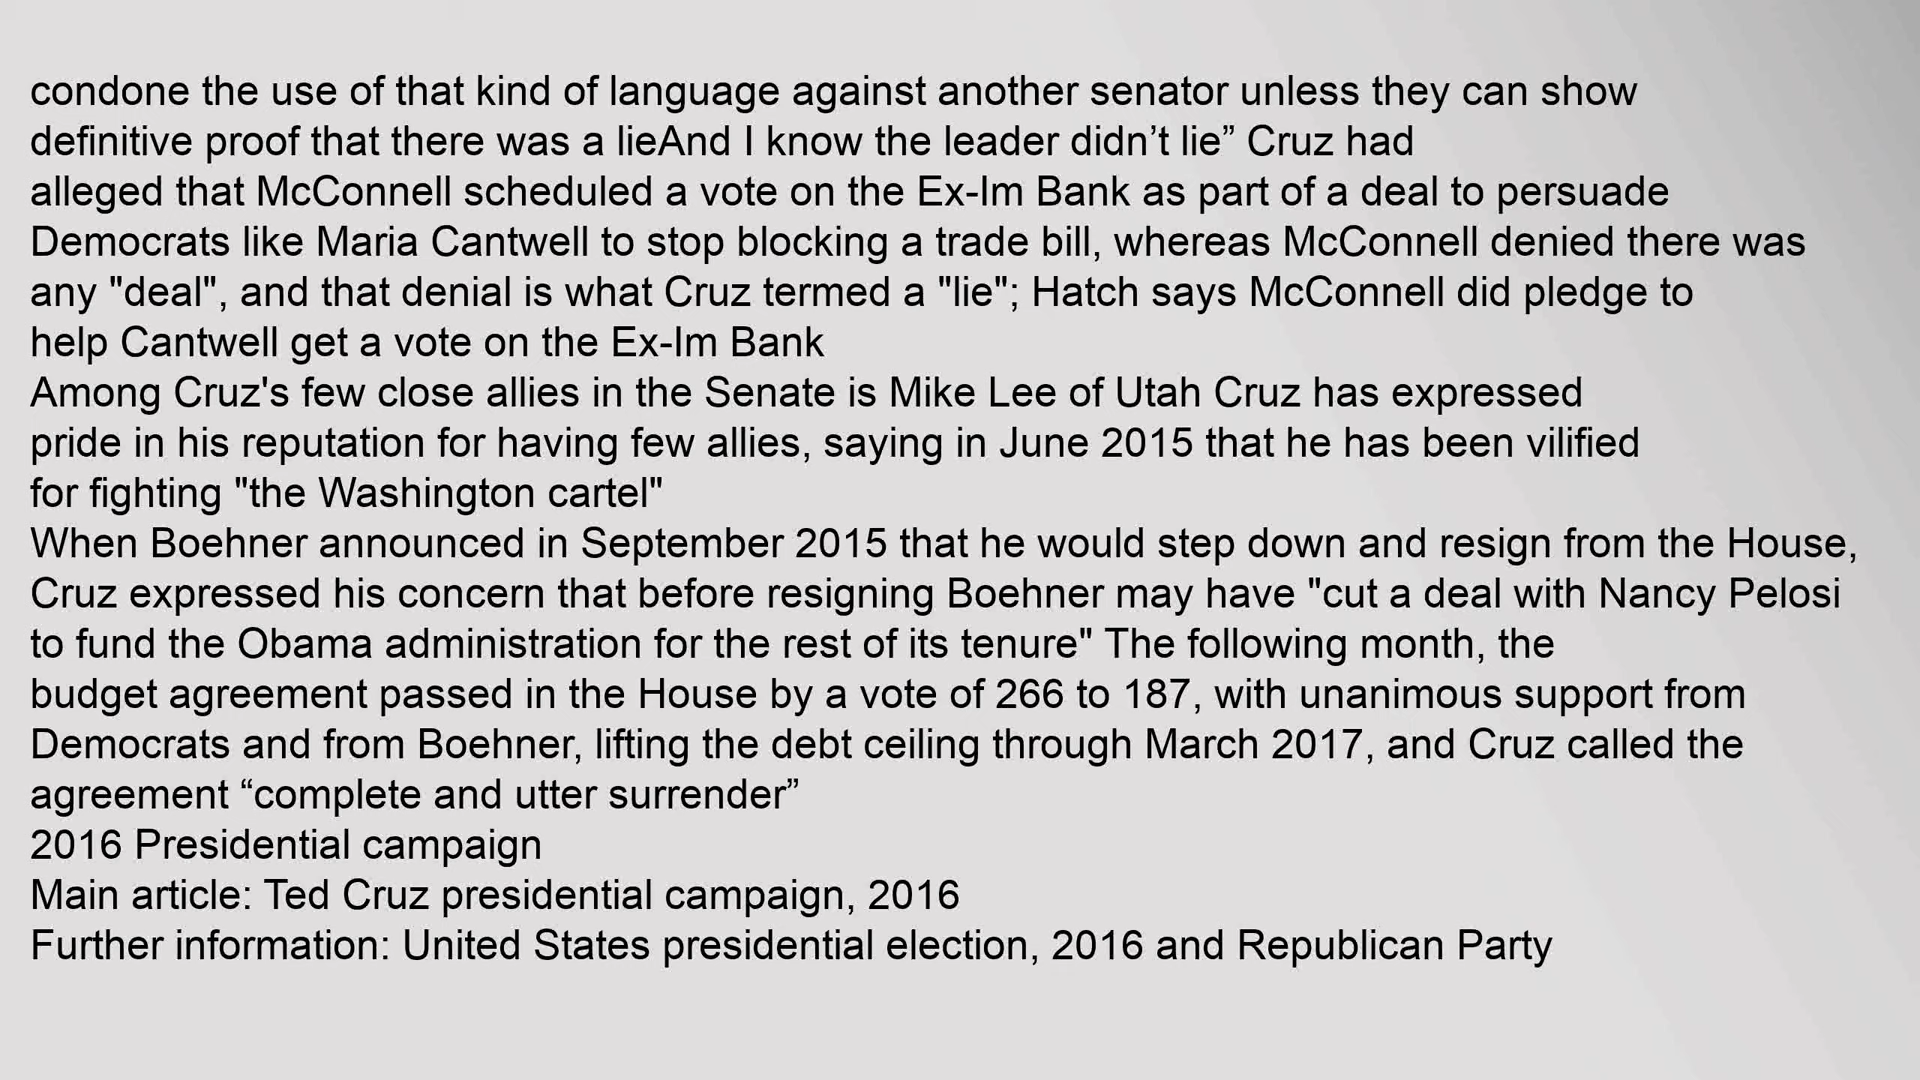 condone the use of that kind of language against another senator unless they can show
definitive proof that there was a lieAnd I know the leader didn’t lie” Cruz had
alleged that McConnell scheduled a vote on the Ex-Im Bank as part of a deal to persuade
Democrats like Maria Cantwell to stop blocking a trade bill, whereas McConnell denied there was
any "deal", and that denial is what Cruz termed a "lie"; Hatch says McConnell did pledge to
help Cantwell get a vote on the Ex-Im Bank
Among Cruz's few close allies in the Senate is Mike Lee of Utah Cruz has expressed
pride in his reputation for having few allies, saying in June 2015 that he has been vilified
for fighting "the Washington cartel"
When Boehner announced in September 2015 that he would step down and resign from the House,
Cruz expressed his concern that before resigning Boehner may have "cut a deal with Nancy Pelosi
to fund the Obama administration for the rest of its tenure" The following month, the
budget agreement passed in the House by a vote of 266 to 187, with unanimous support from
Democrats and from Boehner, lifting the debt ceiling through March 2017, and Cruz called the
agreement “complete and utter surrender”
2016 Presidential campaign
Main article: Ted Cruz presidential campaign, 2016
Further information: United States presidential election, 2016 and Republican Party